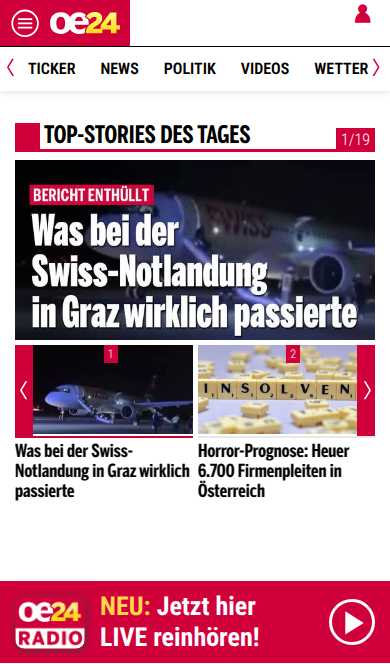 oe24
TICKER NEWS POLITIK VIDEOS WETTER
TOP-STORIES DES TAGES
1/19
SWISS
BERICHT ENTHÜLLT
Was bei der
Swiss-Notlandung
in Graz wirklich passierte
1
2
INSOLVEN
Was bei der Swiss-
Notlandung in Graz wirklich
passierte
Horror-Prognose: Heuer
6.700 Firmenpleiten in
Österreich
oe24
RADIO
NEU: Jetzt hier
LIVE reinhören!